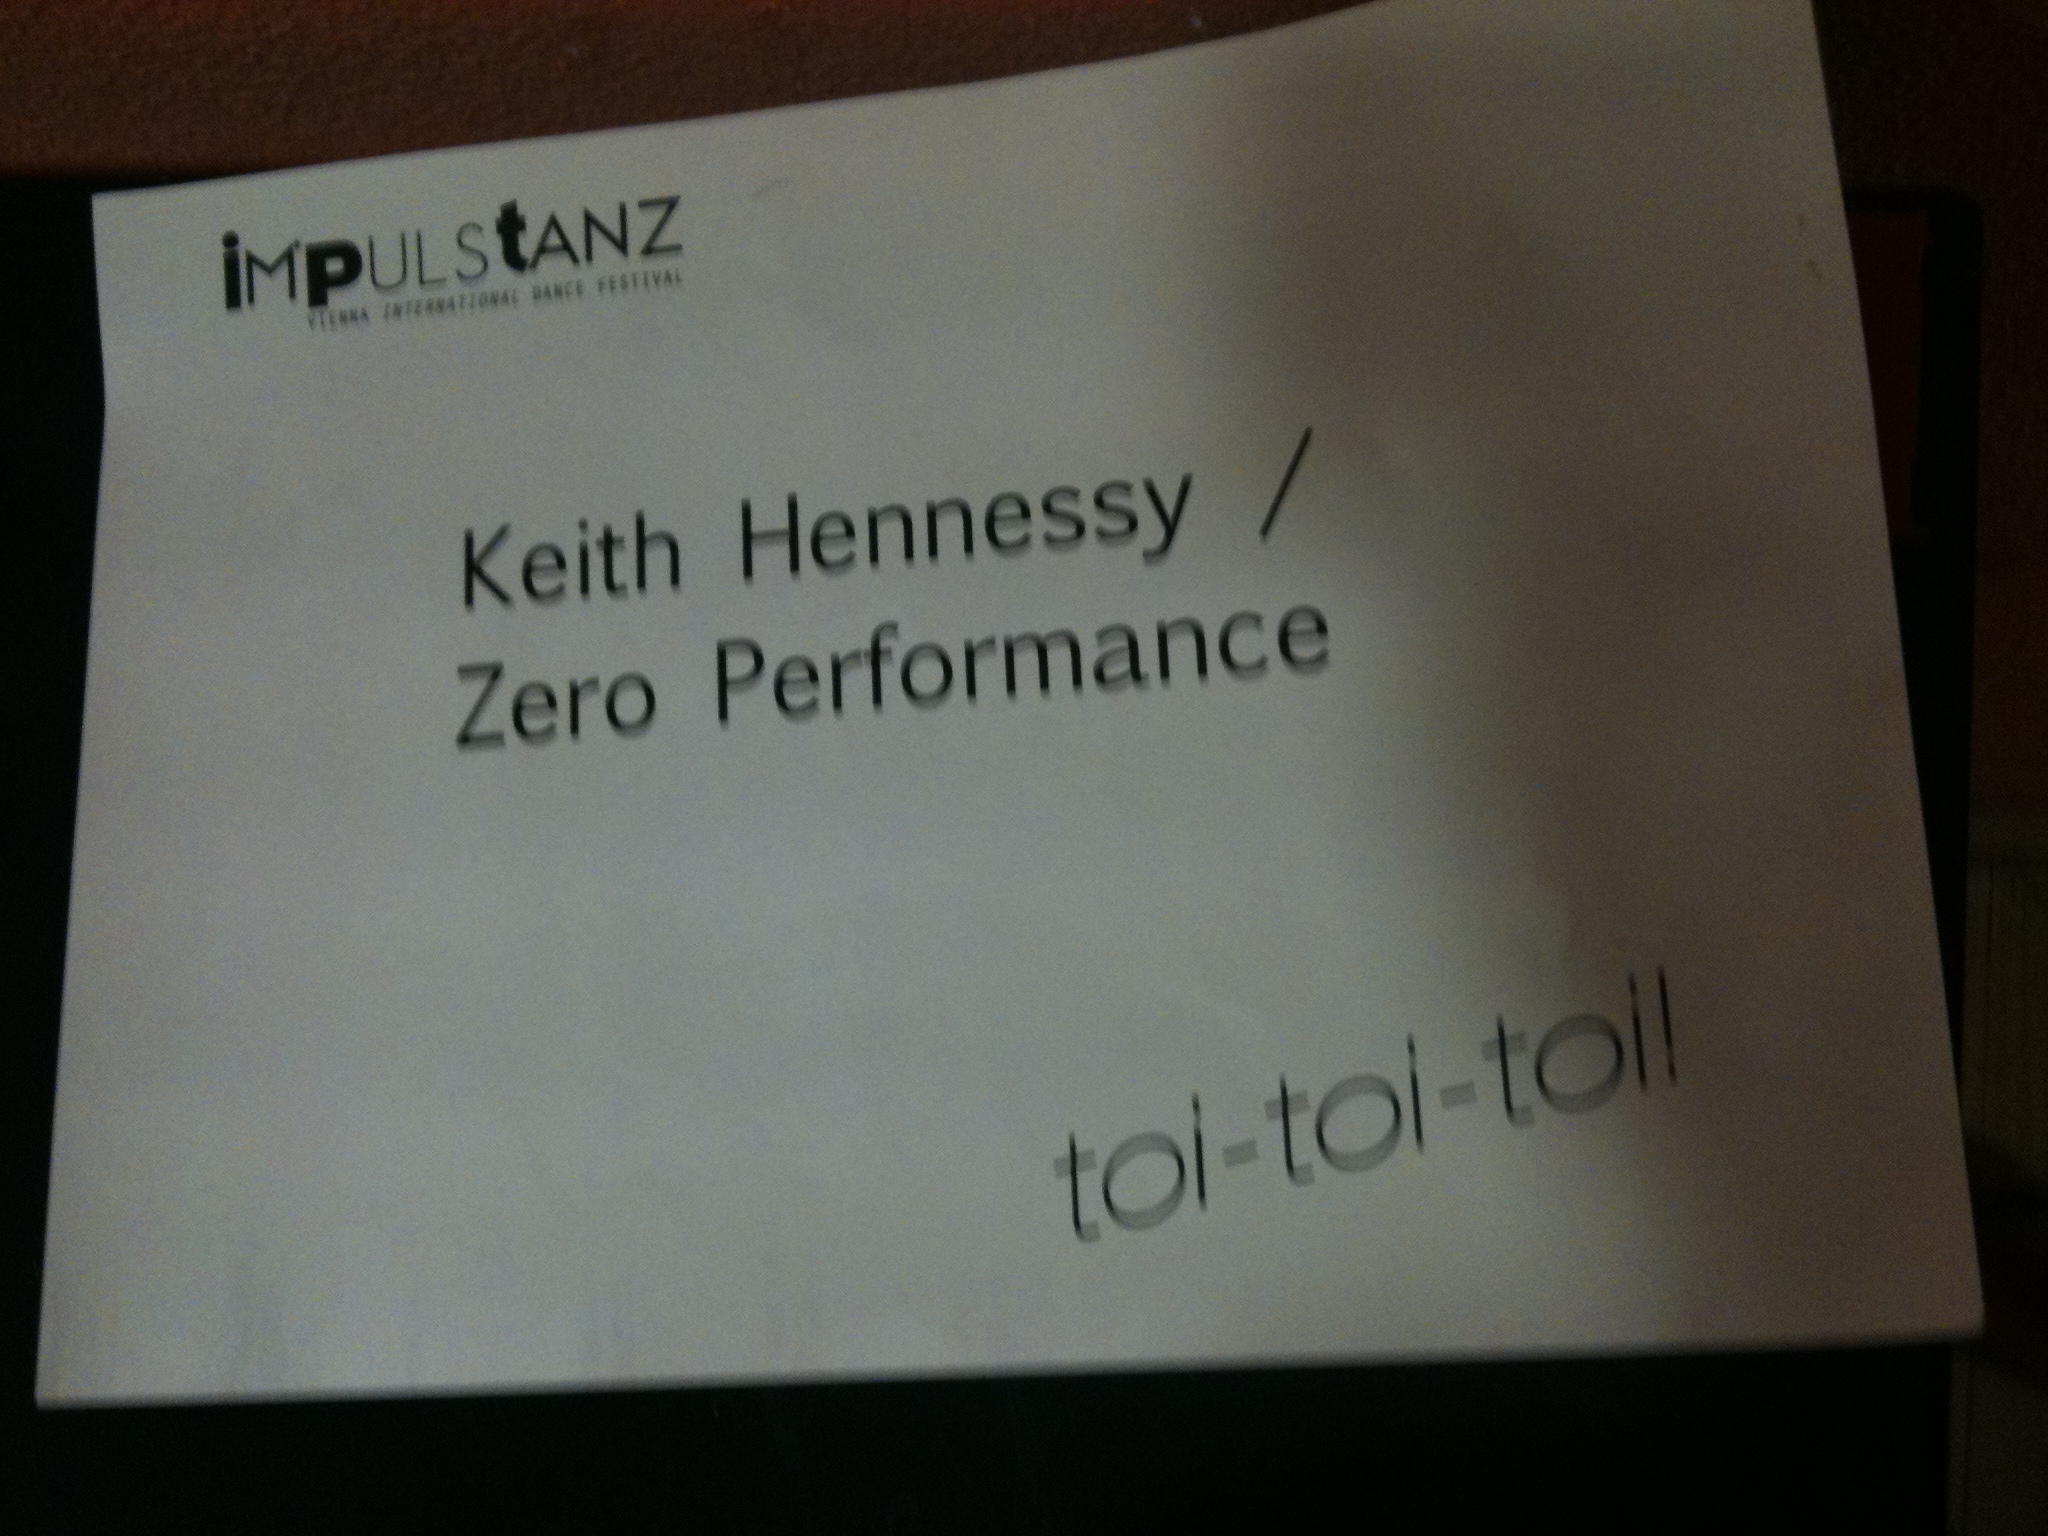 iMPULSTANZ
VIENNA INTERNATIONAL DANCE FESTIVAL
Keith Hennessy /
Zero Performance
toi-toi-toi!